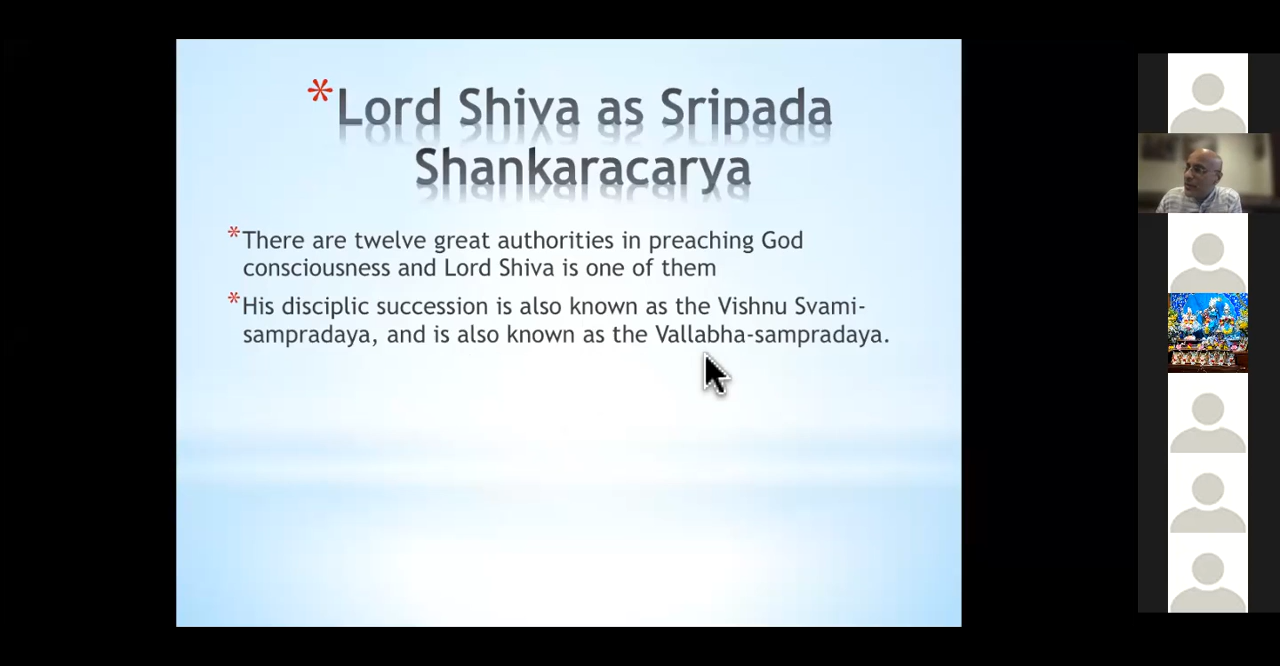 *Lord Shiva as Sripada
Shankaracarya
*There are twelve great authorities in preaching God
consciousness and Lord Shiva is one of them
*His disciplic succession is also known as the Vishnu Svami-
sampradaya, and is also known as the Vallabha-sampradaya.